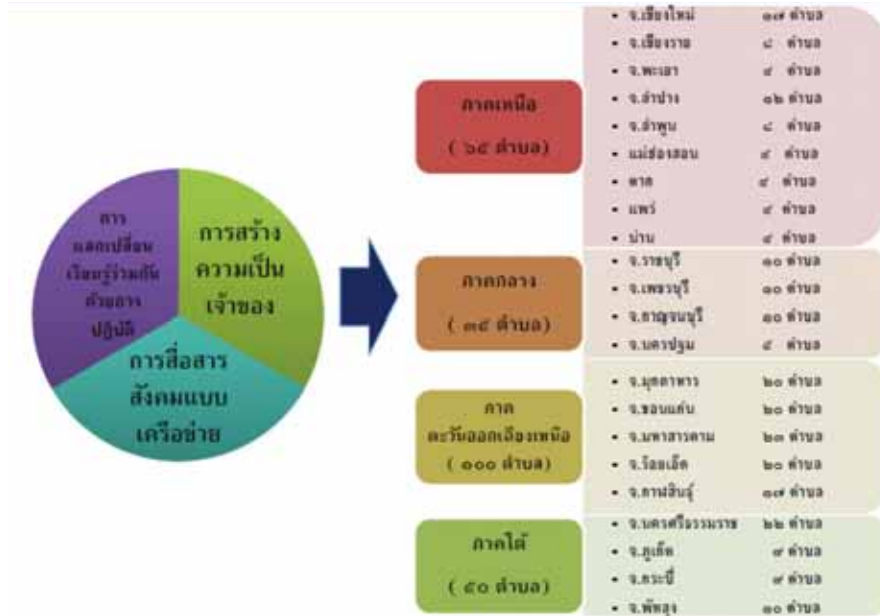 การ
แลกเปลี่ยน
เรียนรู้ร่วมกัน
ด้วยการ
ปฏิบัติ
การสร้าง
ความเป็น
เจ้าของ
การสื่อสาร
สังคมแบบ
เครือข่าย
ภาคเหนือ
( ๖๕ ตำบล)
• จ.เชียงใหม่ ๑๗ ตำบล
• จ.เชียงราย ๘ ตำบล
• จ.พะเยา ๔ ตำบล
• จ.ลำปาง ๑๒ ตำบล
• จ.ลำพูน ๘ ตำบล
• แม่ฮ่องสอน ๔ ตำบล
• ตาก ๔ ตำบล
• แพร่ ๔ ตำบล
• น่าน ๔ ตำบล
ภาคกลาง
( ๓๕ ตำบล)
• จ.ราชบุรี ๑๐ ตำบล
• จ.เพชรบุรี ๑๐ ตำบล
• จ.กาญจนบุรี ๑๐ ตำบล
• จ.นครปฐม ๕ ตำบล
ภาค
ตะวันออกเฉียงเหนือ
( ๑๐๐ ตำบล)
• จ.มุกดาหาร ๒๐ ตำบล
• จ.ขอนแก่น ๒๐ ตำบล
• จ.มหาสารคาม ๒๓ ตำบล
• จ.ร้อยเอ็ด ๒๐ ตำบล
• จ.กาฬสินธุ์ ๑๗ ตำบล
ภาคใต้
( ๕๐ ตำบล)
• จ.นครศรีธรรมราช ๒๒ ตำบล
• จ.ภูเก็ต ๙ ตำบล
• จ.กระบี่ ๙ ตำบล
• จ.พัทลุง ๑๐ ตำบล